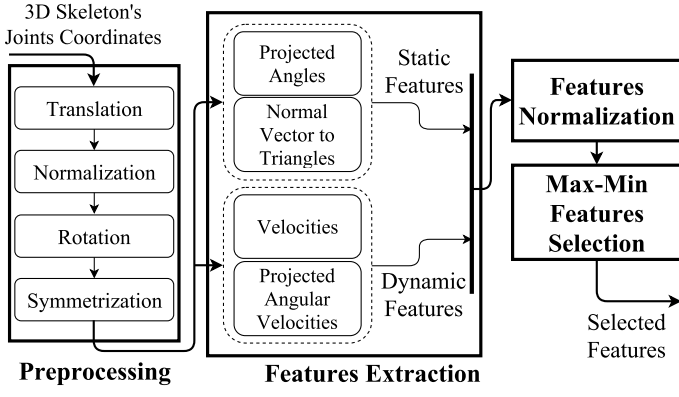 3D Skeleton's
Joints Coordinates
Translation
Normalization
Rotation
Symmetrization
Preprocessing
Projected
Angles
Normal
Vector to
Triangles
Velocities
Projected
Angular
Velocities
Static
Features
Dynamic
Features
Features Extraction
Features
Normalization
Max-Min
Features
Selection
Selected
Features